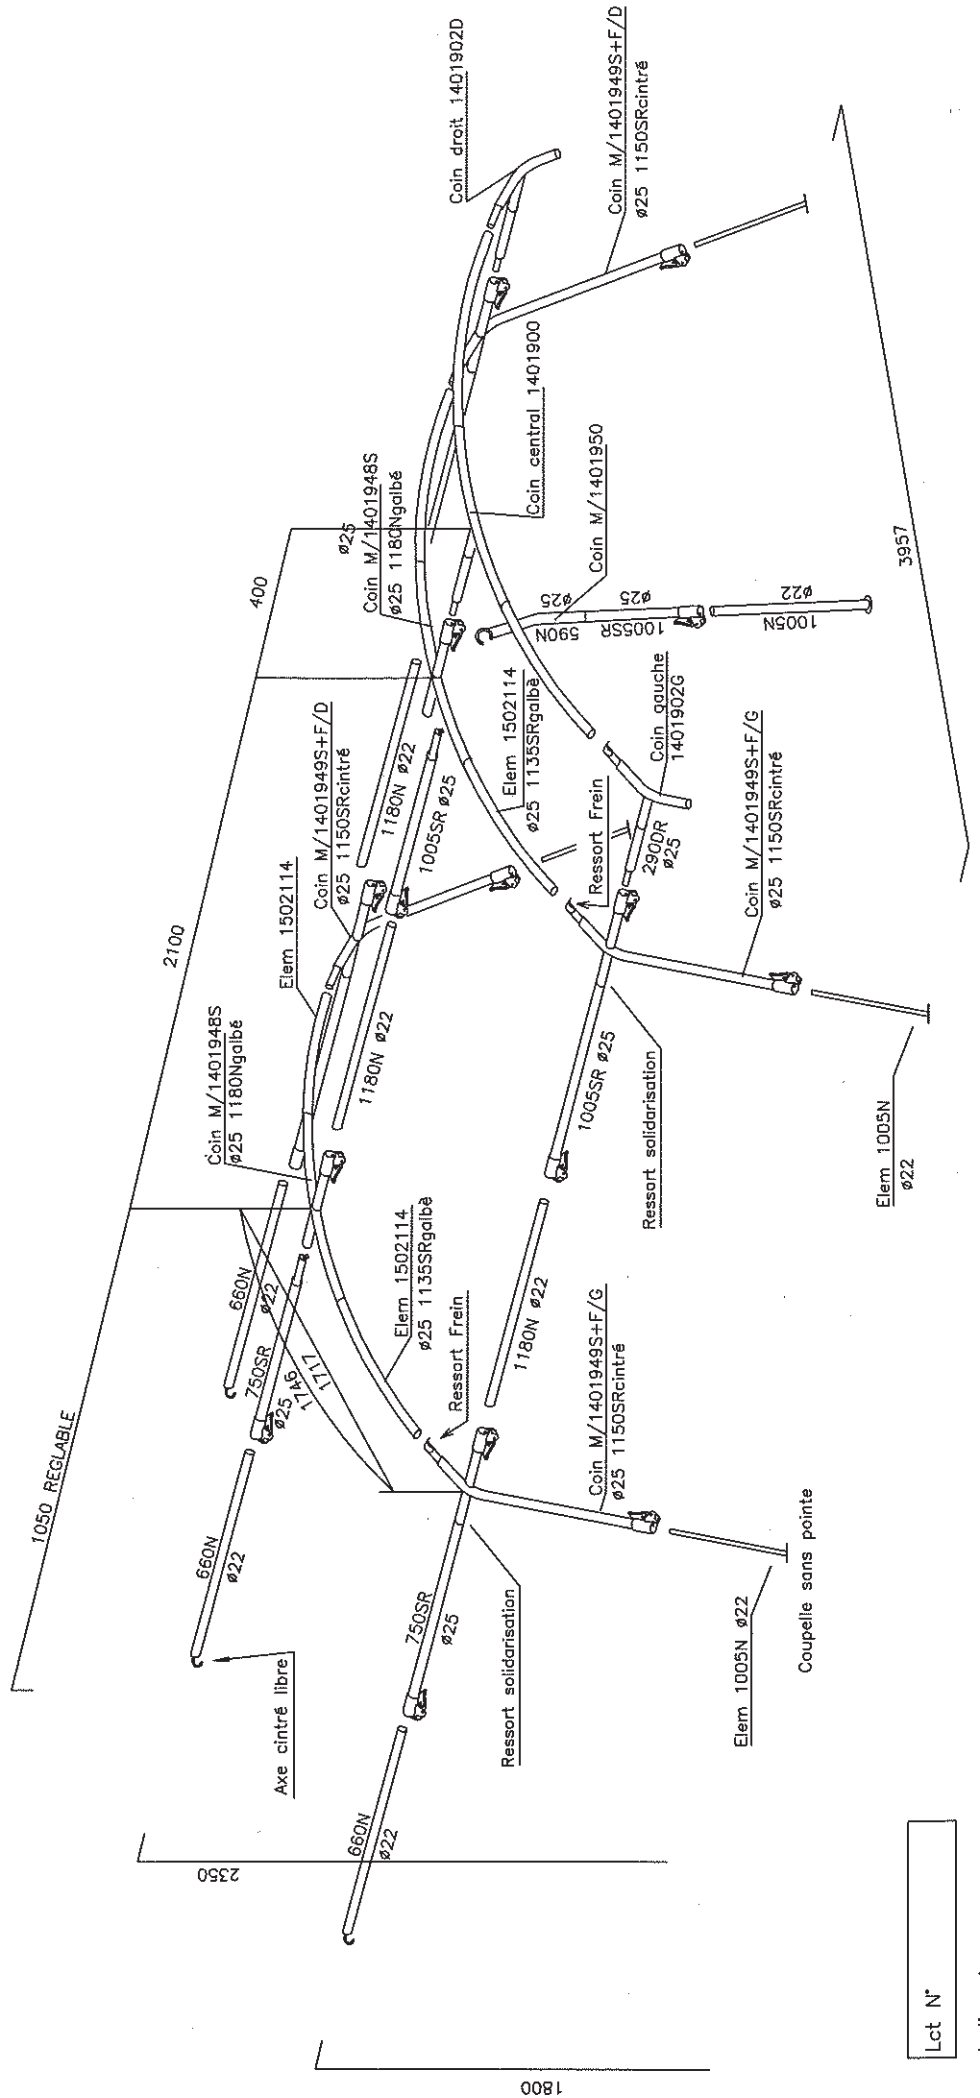 Coin droit 1401902D
Coin M/1401949S+F/D
ø25 1150SRcintré
Coin central 1401900
Coin M/1401950
ø25
Coin M/1401948S
ø25 1180Ngalbé
400
ø25
590N
ø25
1005SR
ø22
1005N
3957
Coin gauche
1401902G
Elem 1502114
ø25 1135SRgalbé
1180N ø22
1005SR ø25
Ressort Frein
290DR
ø25
Coin M/1401949S+F/G
ø25 1150SRcintré
Coin M/1401949S+F/D
ø25 1150SRcintré
Elem 1502114
2100
1180N ø22
1005SR ø25
Ressort solidarisation
Elem 1005N
ø22
Coin M/1401948S
ø25 1180Ngalbé
Elem 1502114
ø25 1135SRgalbé
1180N ø22
Ressort Frein
660N
ø22
750SR
ø25
1746
1717
Coin M/1401949S+F/G
ø25 1150SRcintré
1050 REGLABLE
660N
ø22
Axe cintré libre
750SR
ø25
Ressort solidarisation
Elem 1005N ø22
Coupelle sans pointe
660N
ø22
2350
1800
Lct N°